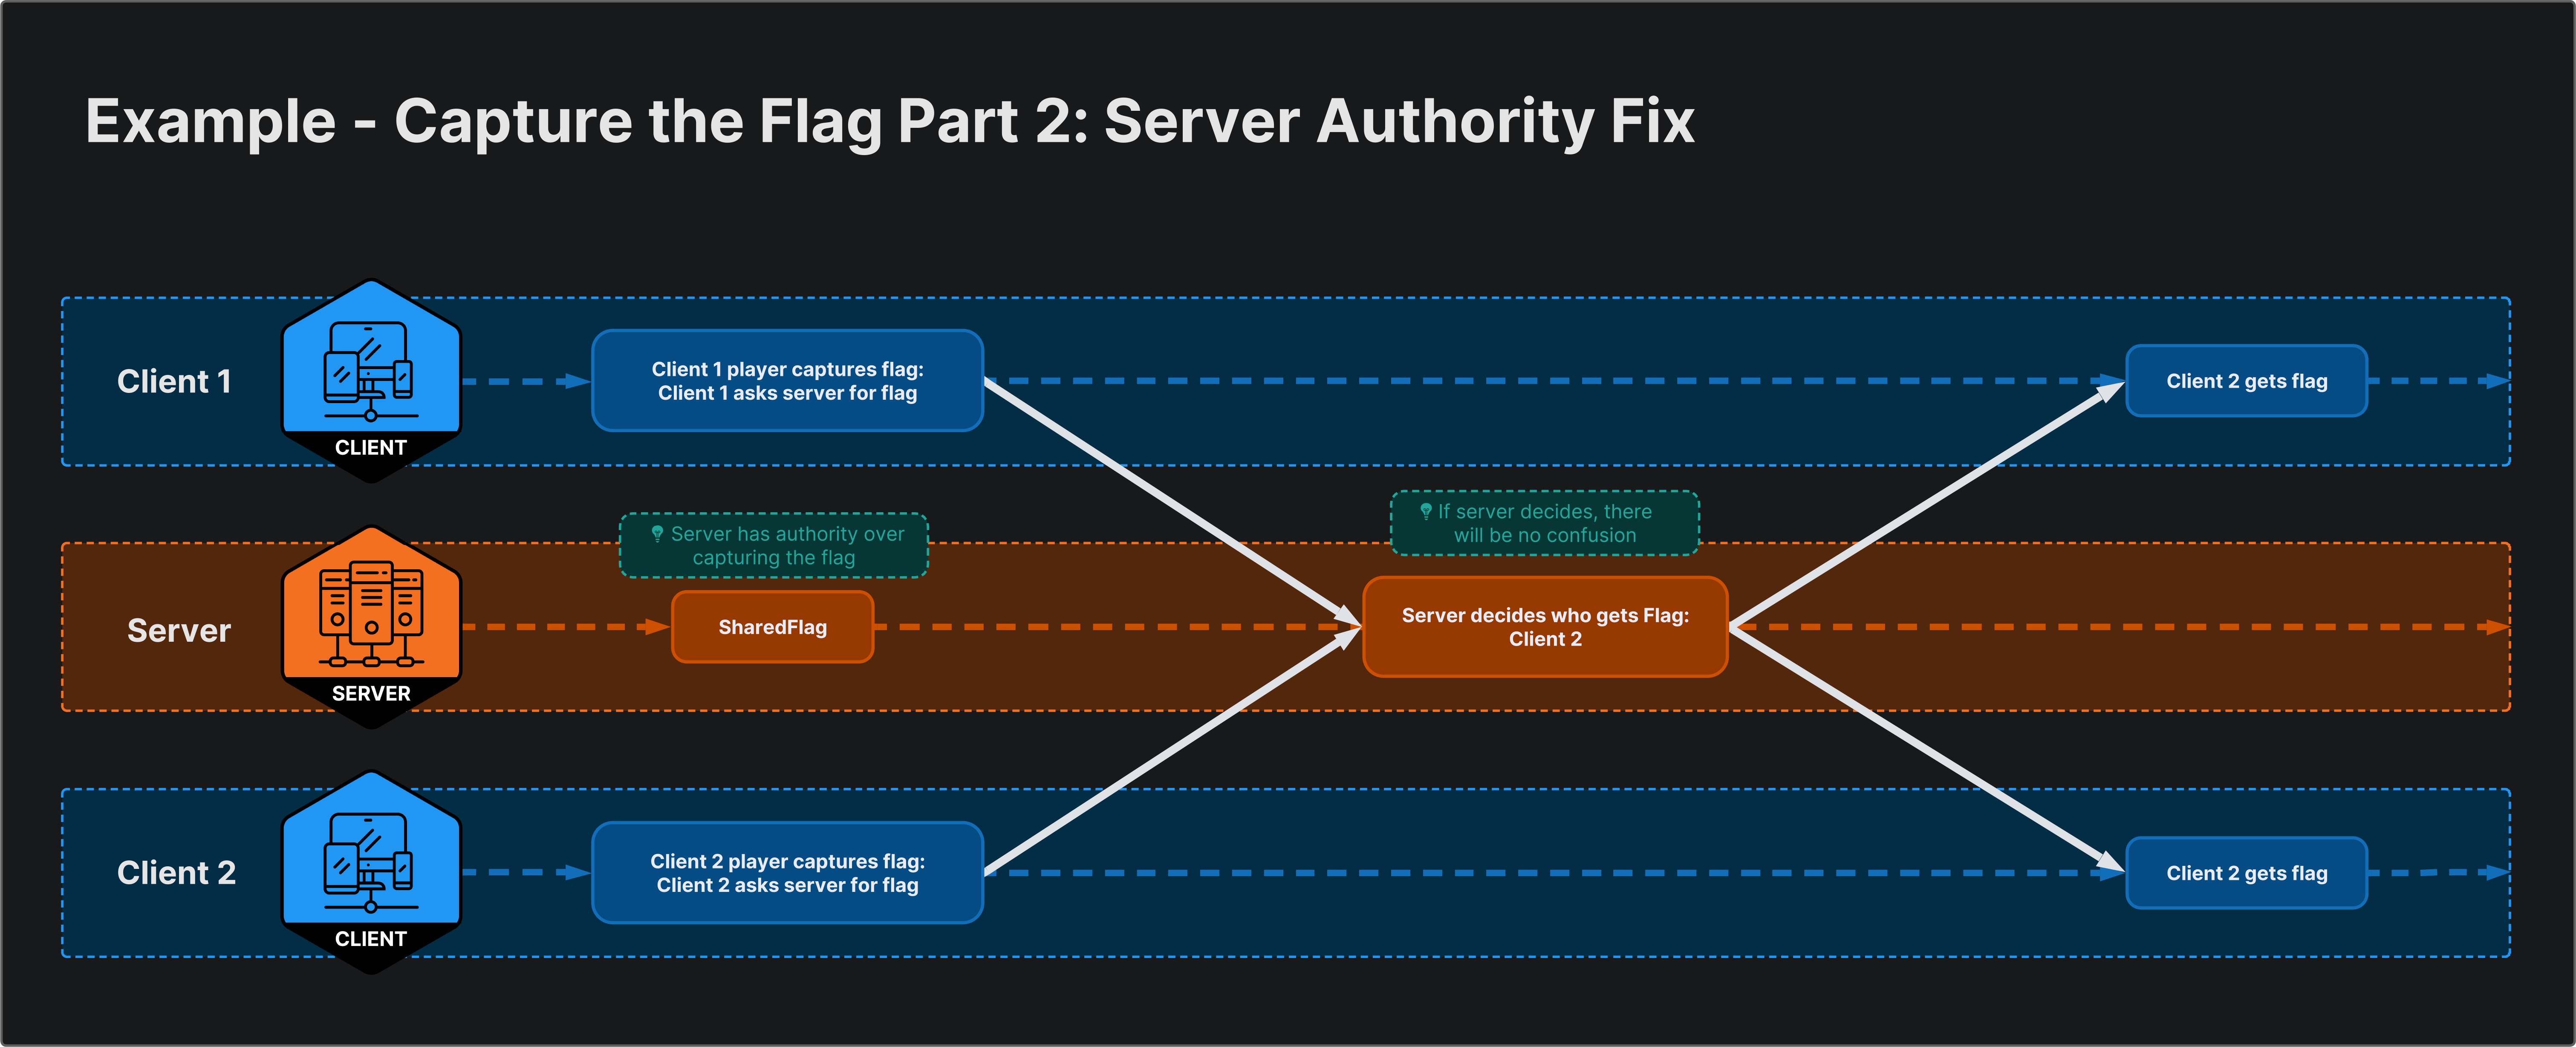 Example - Capture the Flag Part 2: Server Authority Fix
Client 1
CLIENT
Client 1 player captures flag:
Client 1 asks server for flag
Client 2 gets flag
Server has authority over
capturing the flag
If server decides, there
will be no confusion
Server
SERVER
SharedFlag
Server decides who gets Flag:
Client 2
Client 2
CLIENT
Client 2 player captures flag:
Client 2 asks server for flag
Client 2 gets flag